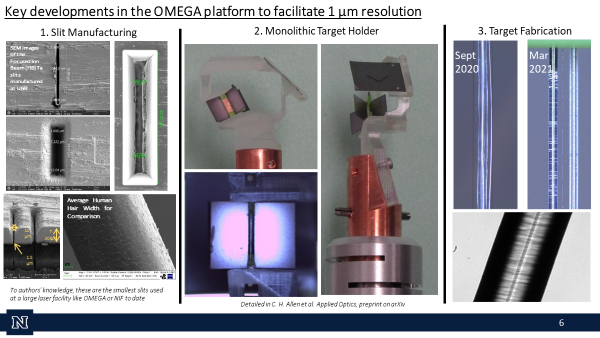 Key developments in the OMEGA platform to facilitate 1 μm resolution
1. Slit Manufacturing
SEM images
of the
Focused Ion
Beam (FIB) Ta
slits
manufactured
at UNR
Average Human
Hair Width for
Comparison
To authors' knowledge, these are the smallest slits used
at a large laser facility like OMEGA or NIF to date
2. Monolithic Target Holder
Detailed in C. H. Allen et al. Applied Optics, preprint on arXiv
3. Target Fabrication
Sept
2020
Mar
2021
N
6